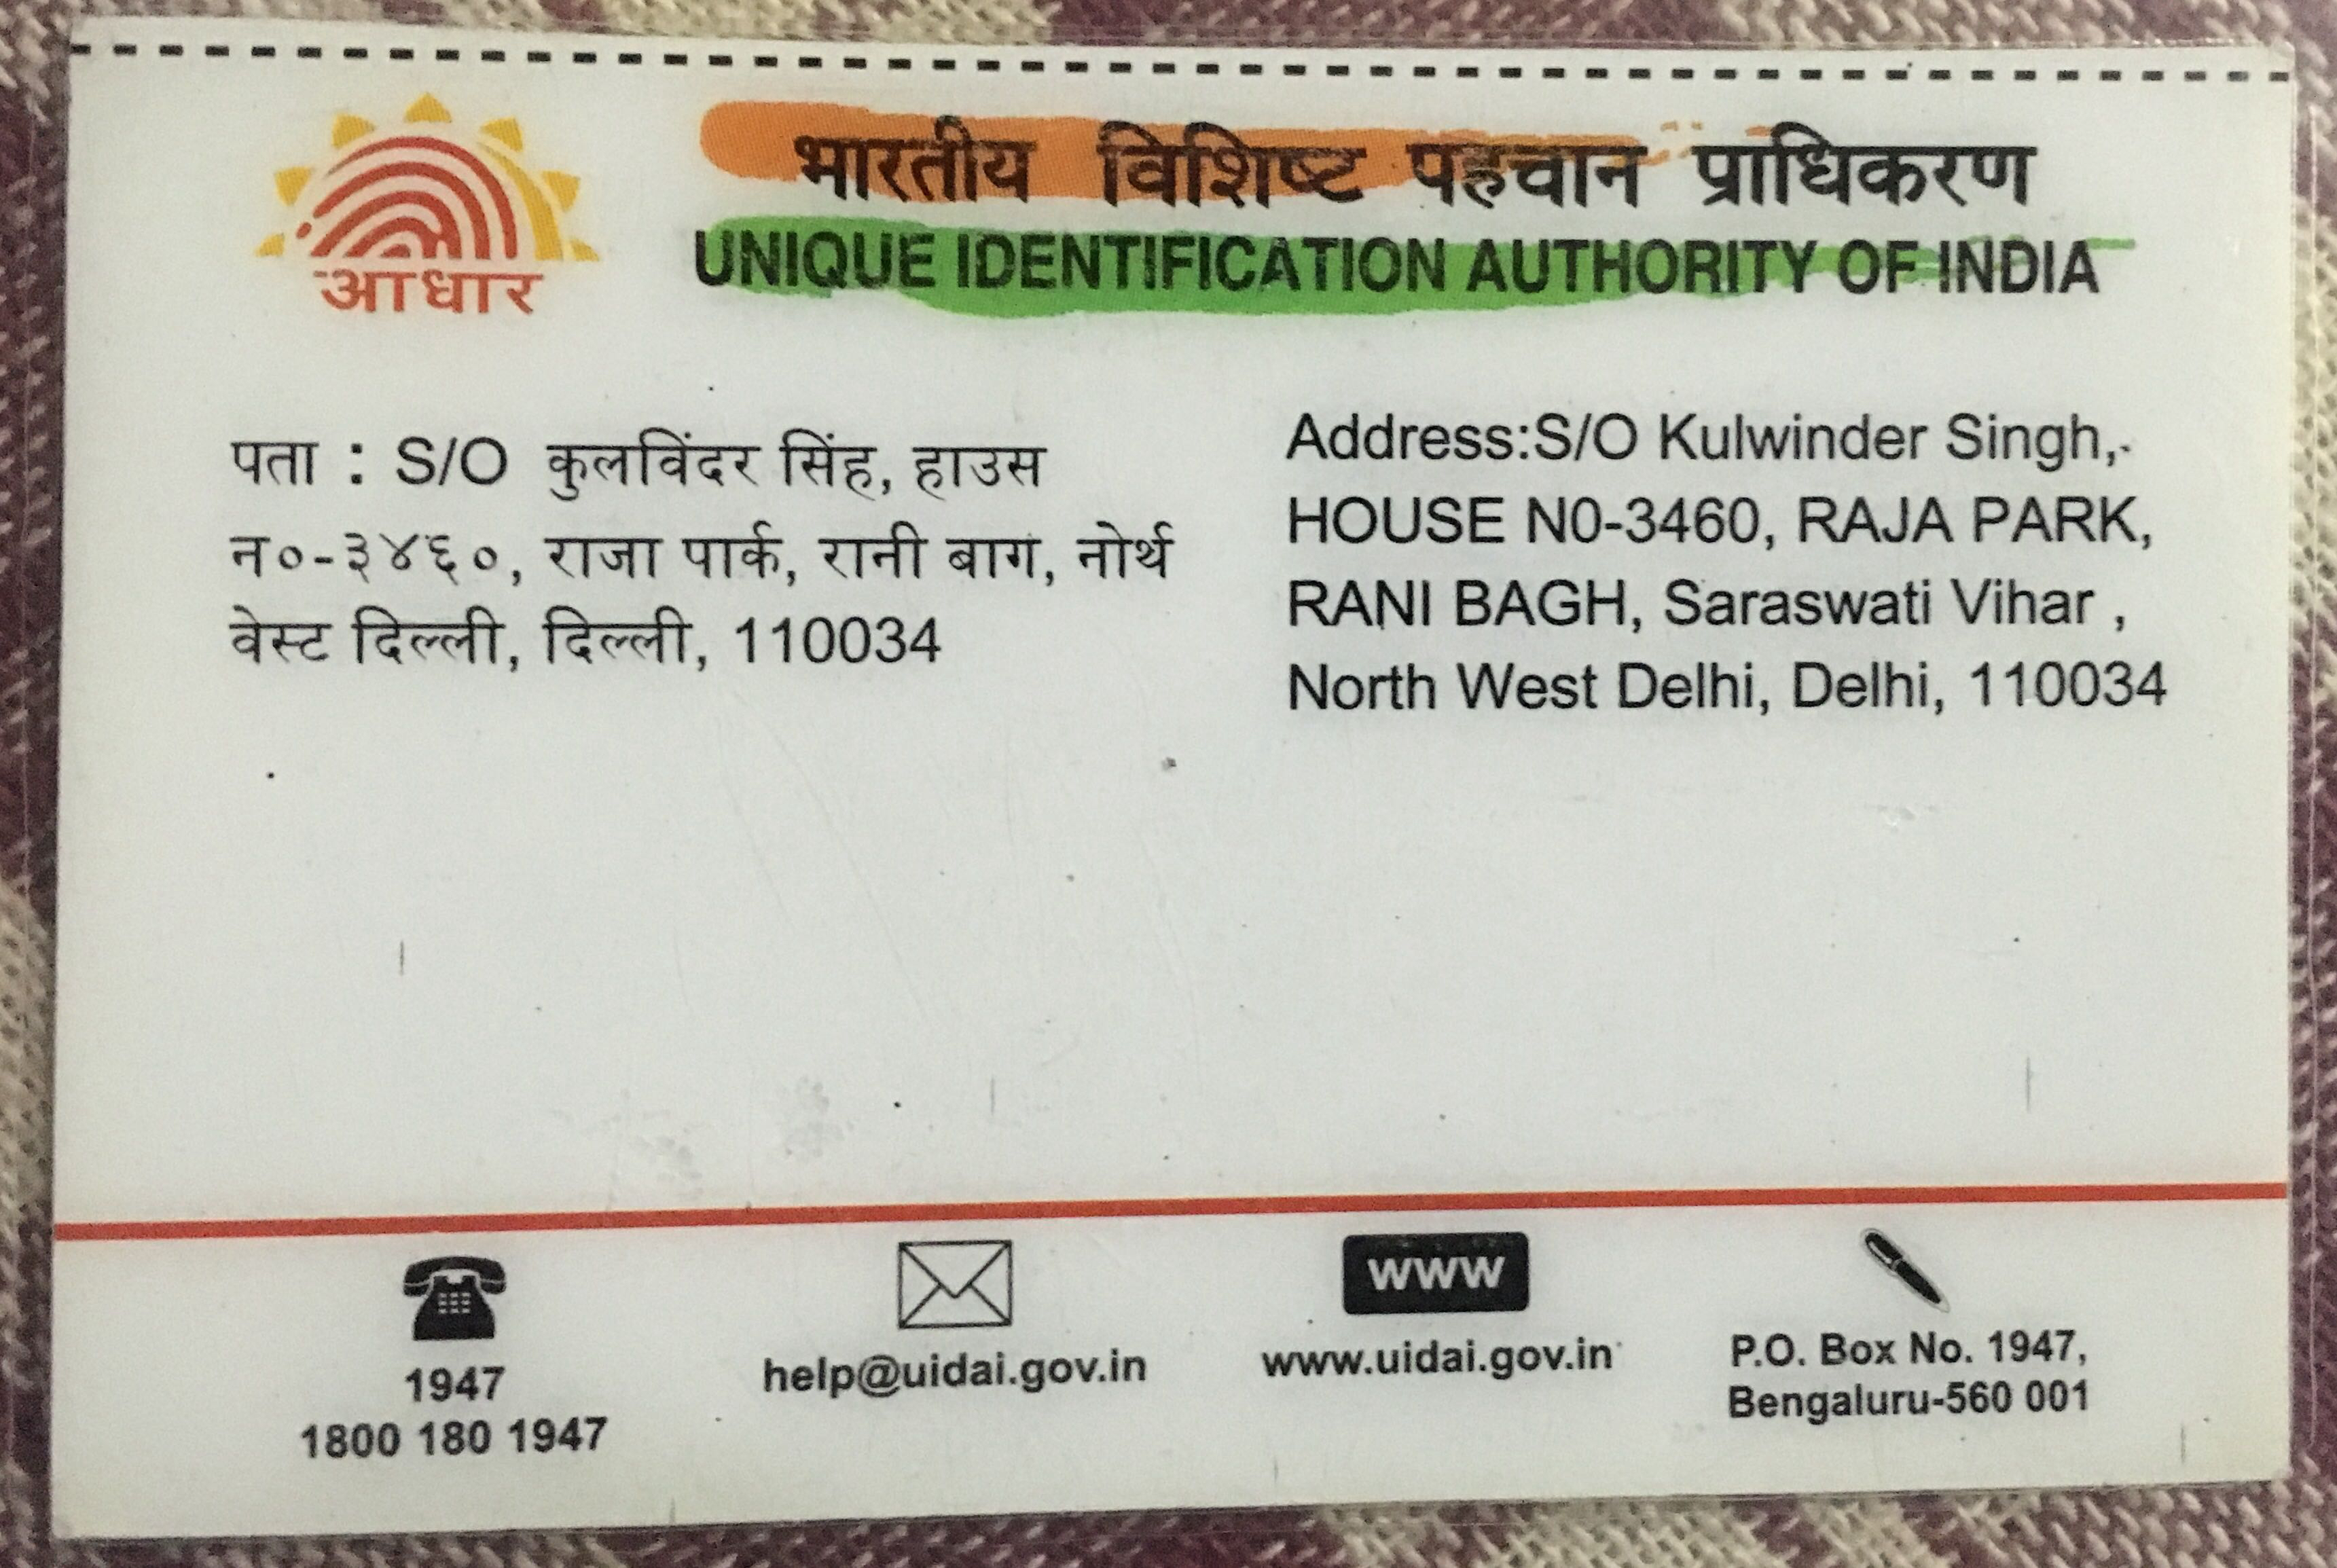 भारतीय विशिष्ट पहचान प्राधिकरण
UNIQUE IDENTIFICATION AUTHORITY OF INDIA
आधार
पता : S/O कुलविंदर सिंह, हाउस
न०-३४६०, राजा पार्क, रानी बाग, नोर्थ
वेस्ट दिल्ली, दिल्ली, 110034
Address:S/O Kulwinder Singh,
HOUSE N0-3460, RAJA PARK,
RANI BAGH, Saraswati Vihar ,
North West Delhi, Delhi, 110034
1947
1800 180 1947
help@uidai.gov.in
www
www.uidai.gov.in
P.O. Box No. 1947,
Bengaluru-560 001